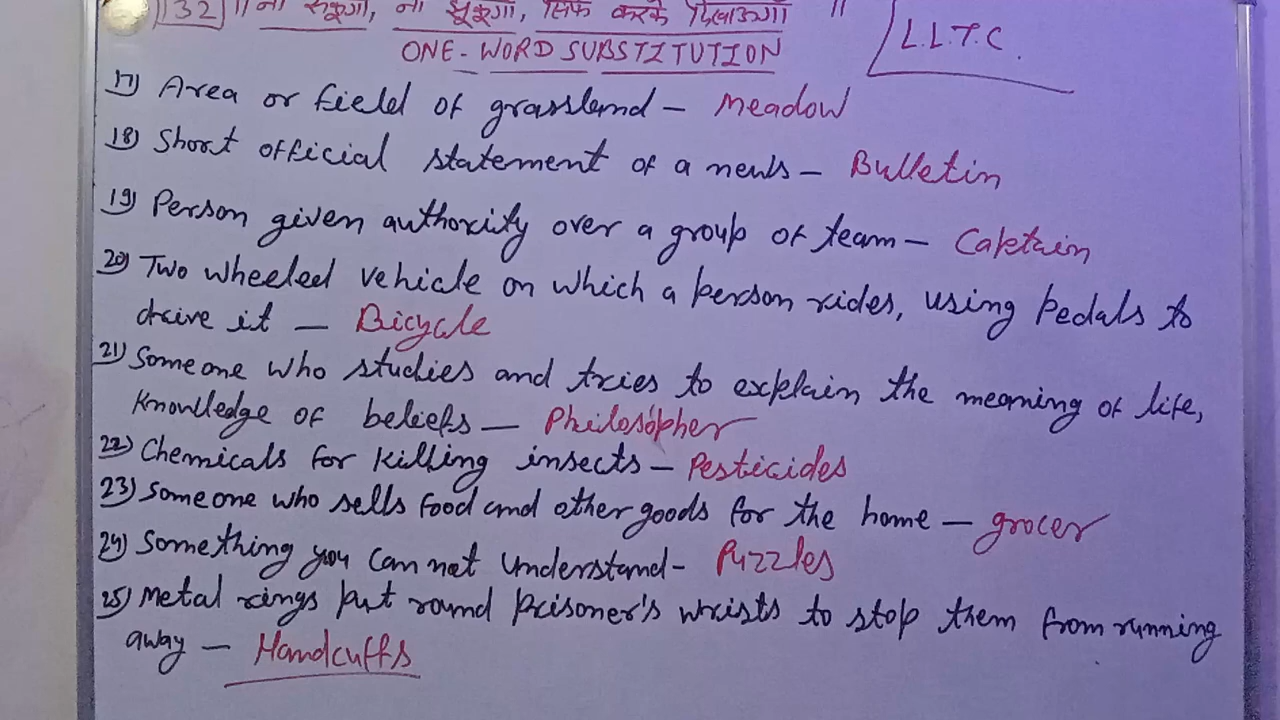 132 || ना रुकूंगा, ना झुकूंगा, सिर्फ करके दिखाऊंगा ||
L.L.T.C.
ONE-WORD SUBSTITUTION
17) Area or field of grassland - Meadow
18) Short official statement of a news - Bulletin
19) Person given authority over a group of team - Captain
20) Two wheeled vehicle on which a person rides, using pedals to
drive it - Bicycle
21) Someone who studies and tries to explain the meaning of life,
knowlledge of beliefs - Philosopher
22) Chemicals for killing insects - Pesticides
23) Someone who sells food and other goods for the home - grocer
24) Something you can not understand - Puzzles
25) Metal rings put round prisoner's wrists to stop them from running
away - Handcuffs